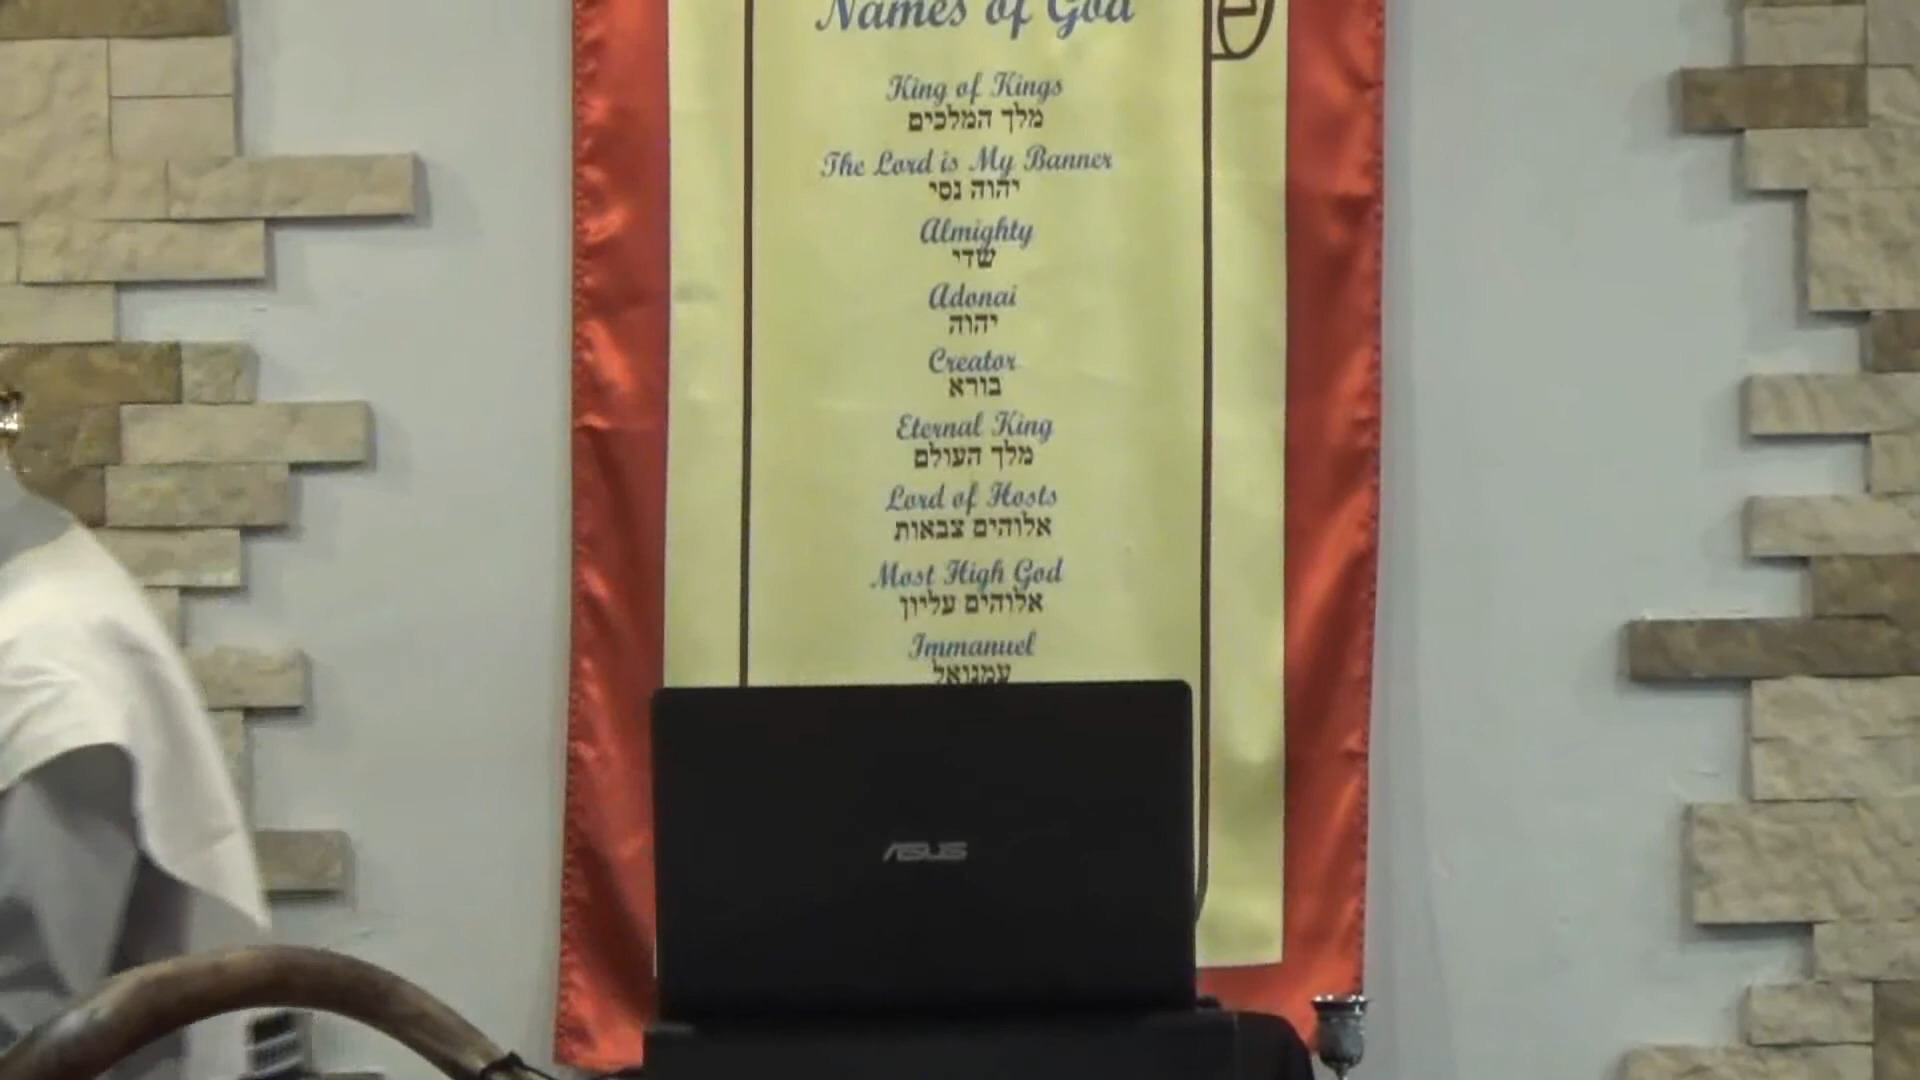 Names of God
King of Kings
מלך המלכים
The Lord is My Banner
יהוה נסי
Almighty
שדי
Adonai
יהוה
Creator
בורא
Eternal King
מלך העולם
Lord of Hosts
אלוהים צבאות
Most High God
אלוהים עליון
Immanuel
עמנואל
ASUS